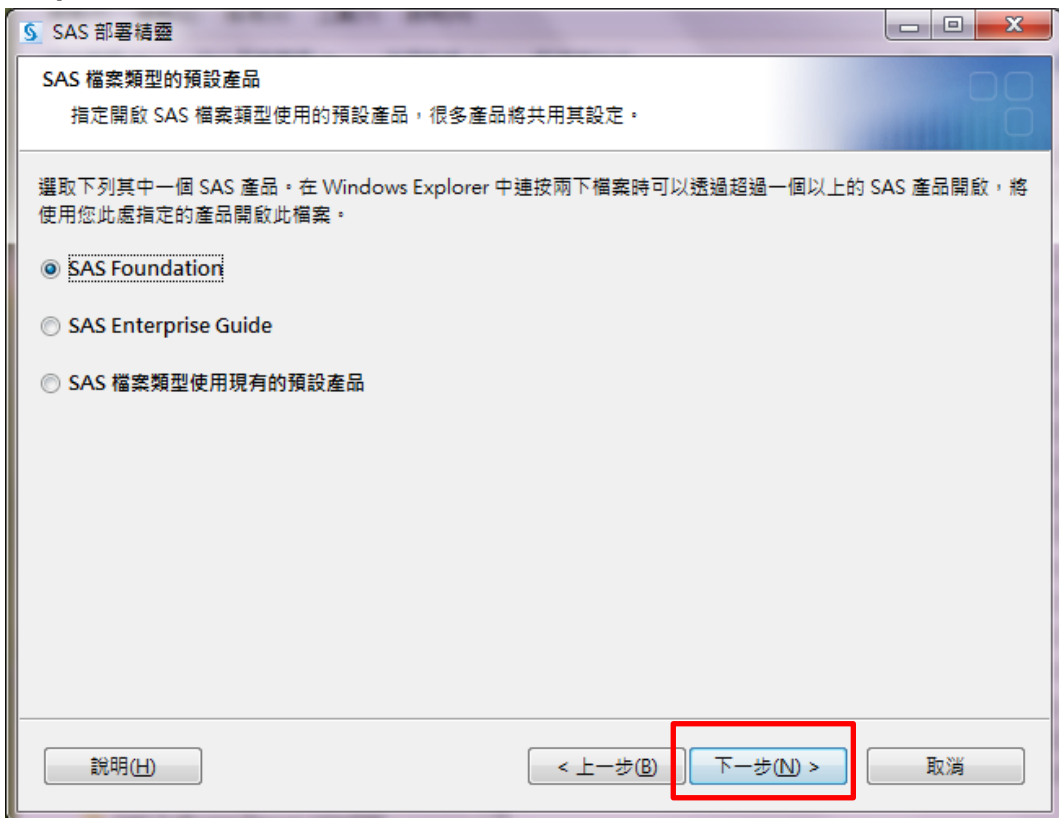 SAS 部署精靈
SAS 檔案類型的預設產品
指定開啟 SAS 檔案類型使用的預設產品，很多產品將共用其設定。
選取下列其中一個 SAS 產品。在 Windows Explorer 中連按兩下檔案時可以透過超過一個以上的 SAS 產品開啟，將
使用您此處指定的產品開啟此檔案。
SAS Foundation
SAS Enterprise Guide
SAS 檔案類型使用現有的預設產品
說明(H) < 上一步(B) 下一步(N) > 取消